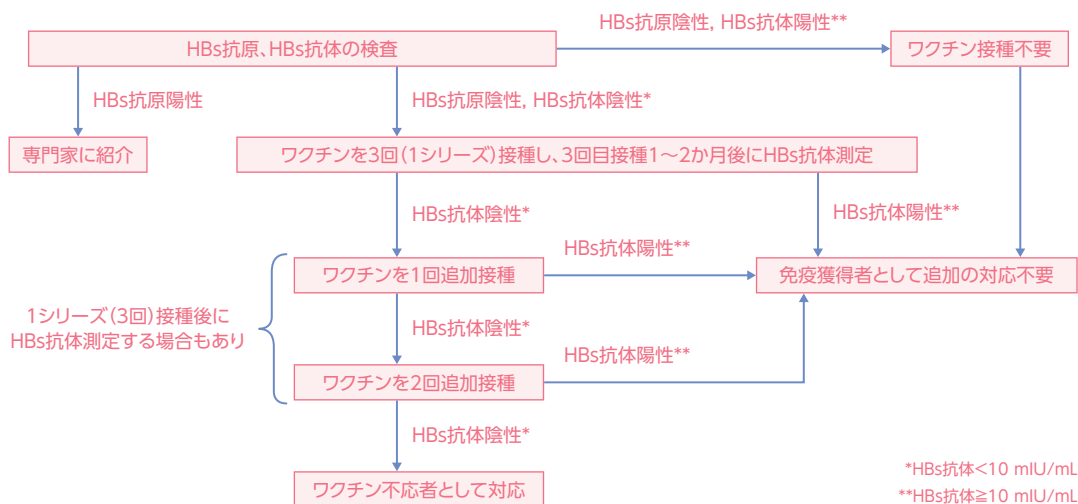 HBs抗原陰性, HBs抗体陽性**
HBs抗原、HBs抗体の検査
ワクチン接種不要
HBs抗原陽性
HBs抗原陰性, HBs抗体陰性*
専門家に紹介
ワクチンを3回(1シリーズ)接種し、3回目接種1〜2か月後にHBs抗体測定
HBs抗体陰性*
HBs抗体陽性**
HBs抗体陽性**
ワクチンを1回追加接種
免疫獲得者として追加の対応不要
1シリーズ(3回)接種後に
HBs抗体測定する場合もあり
HBs抗体陰性*
HBs抗体陽性**
ワクチンを2回追加接種
HBs抗体陰性*
ワクチン不応者として対応
*HBs抗体<10 mIU/mL
**HBs抗体≧10 mIU/mL